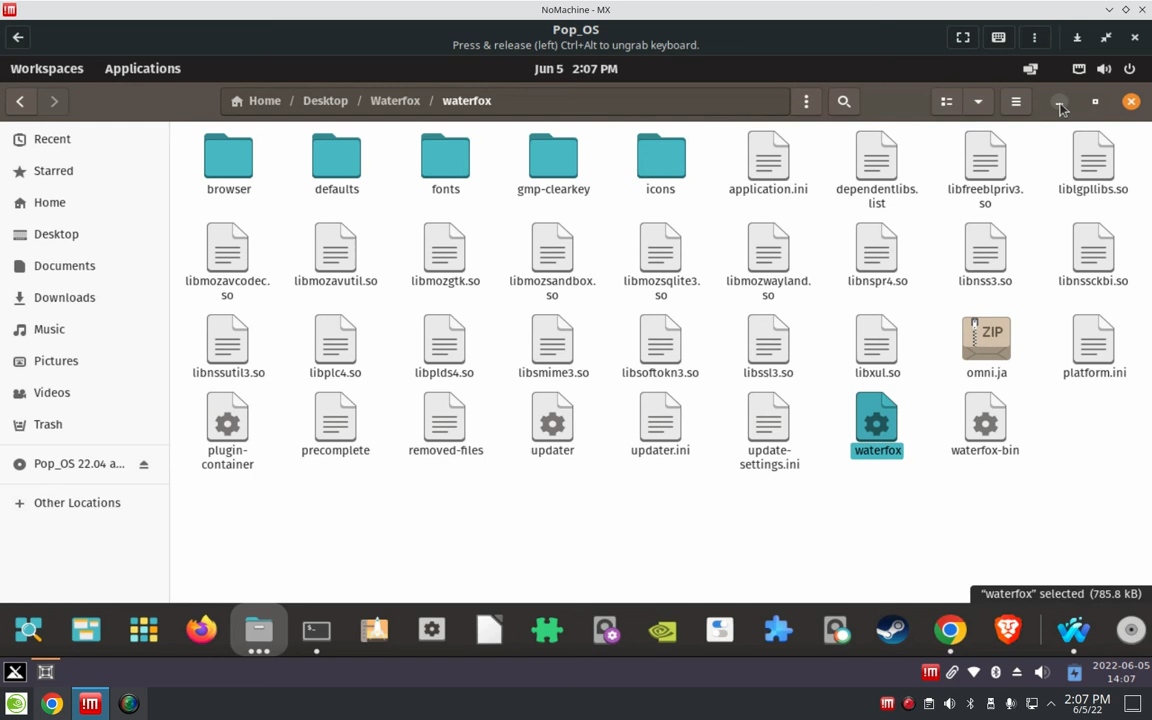 NoMachine - MX
Pop_OS
Press & release (left) Ctrl+Alt to ungrab keyboard.
Workspaces Applications Jun 5 2:07 PM
Home / Desktop / Waterfox / waterfox
Recent
Starred
Home
Desktop
Documents
Downloads
Music
Pictures
Videos
Trash
Pop_OS 22.04 a...
Other Locations
browser defaults fonts gmp-clearkey icons application.ini dependentlibs. libfreeblpriv3. liblgpllibs.so
list so
libmozavcodec. libmozavutil.so libmozgtk.so libmozsandbox. libmozsqlite3. libmozwayland. libnspr4.so libnss3.so libnssckbi.so
so so so so
ZIP
libnssutil3.so libplc4.so libplds4.so libsmime3.so libsoftokn3.so libssl3.so libxul.so omni.ja platform.ini
plugin- precomplete removed-files updater updater.ini update- waterfox waterfox-bin
container settings.ini
"waterfox" selected (785.8 kB)
2022-06-05
14:07
2:07 PM
6/5/22